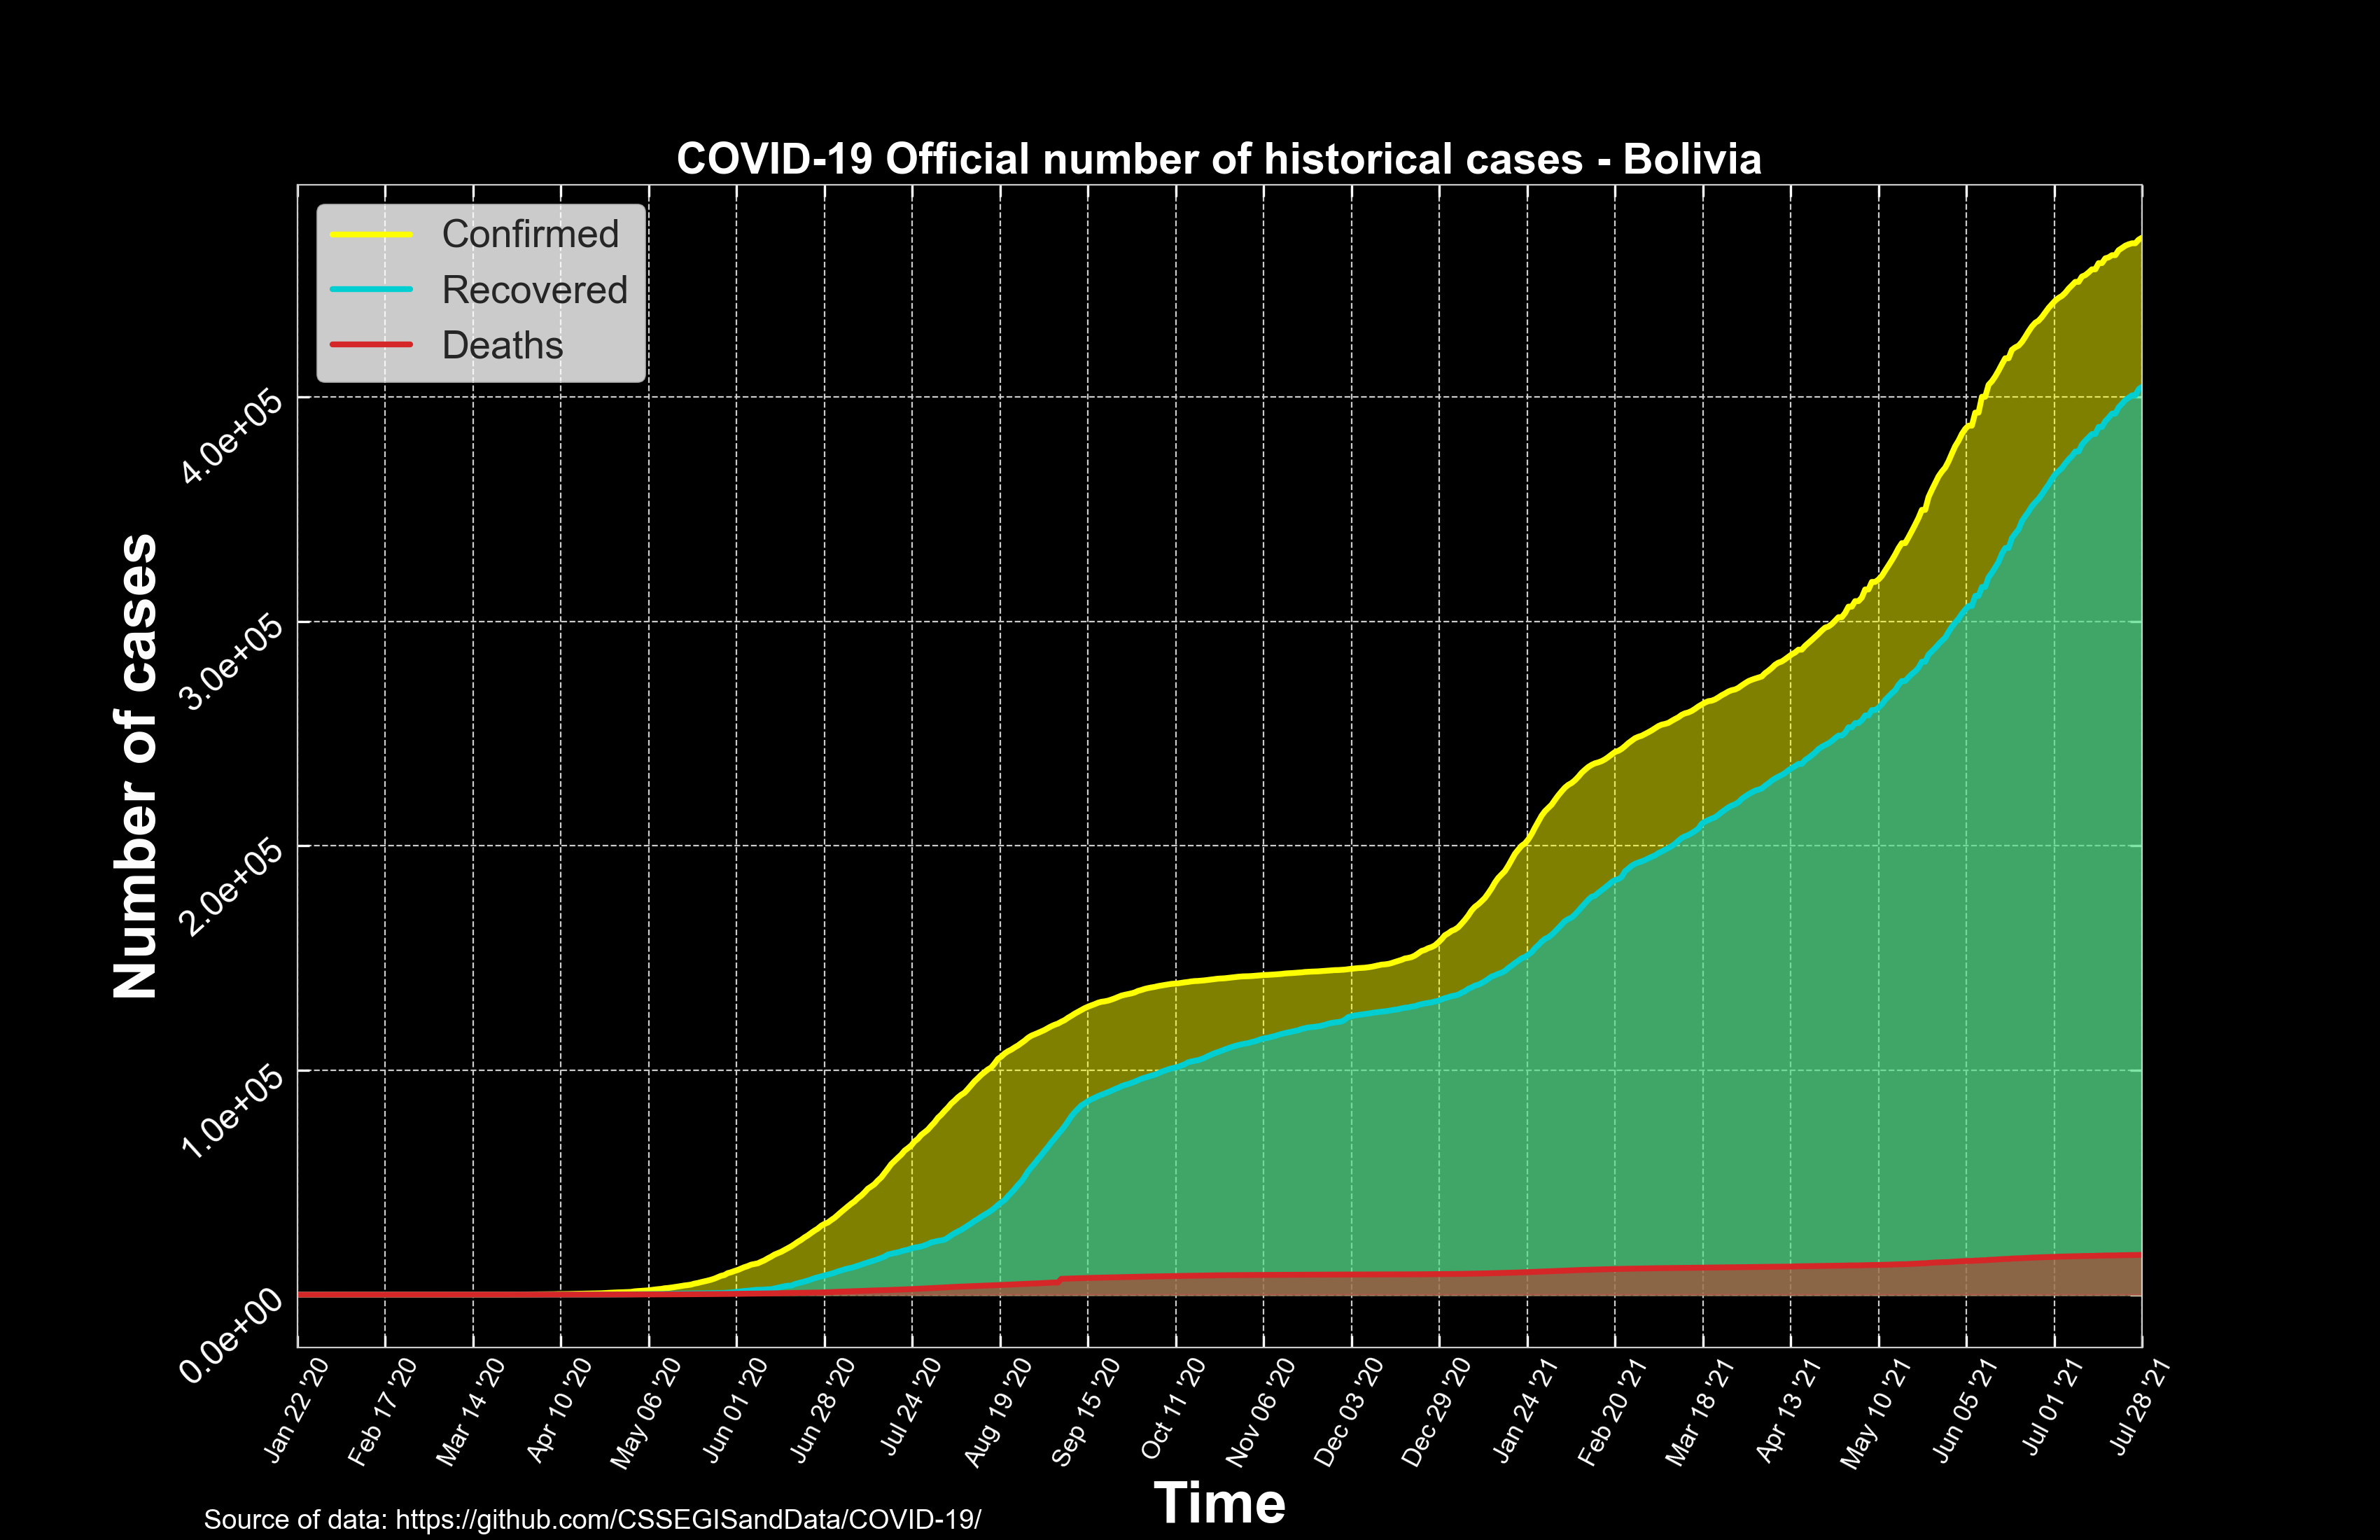 COVID-19 Official number of historical cases - Bolivia
Confirmed
Recovered
Deaths
Number of cases
4.0e+05
3.0e+05
2.0e+05
1.0e+05
0.0e+00
Jan 22 '20
Feb 17 '20
Mar 14 '20
Apr 10 '20
May 06 '20
Jun 01 '20
Jun 28 '20
Jul 24 '20
Aug 19 '20
Sep 15 '20
Oct 11 '20
Nov 06 '20
Dec 03 '20
Dec 29 '20
Jan 24 '21
Feb 20 '21
Mar 18 '21
Apr 13 '21
May 10 '21
Jun 05 '21
Jul 01 '21
Jul 28 '21
Time
Source of data: https://github.com/CSSEGISandData/COVID-19/